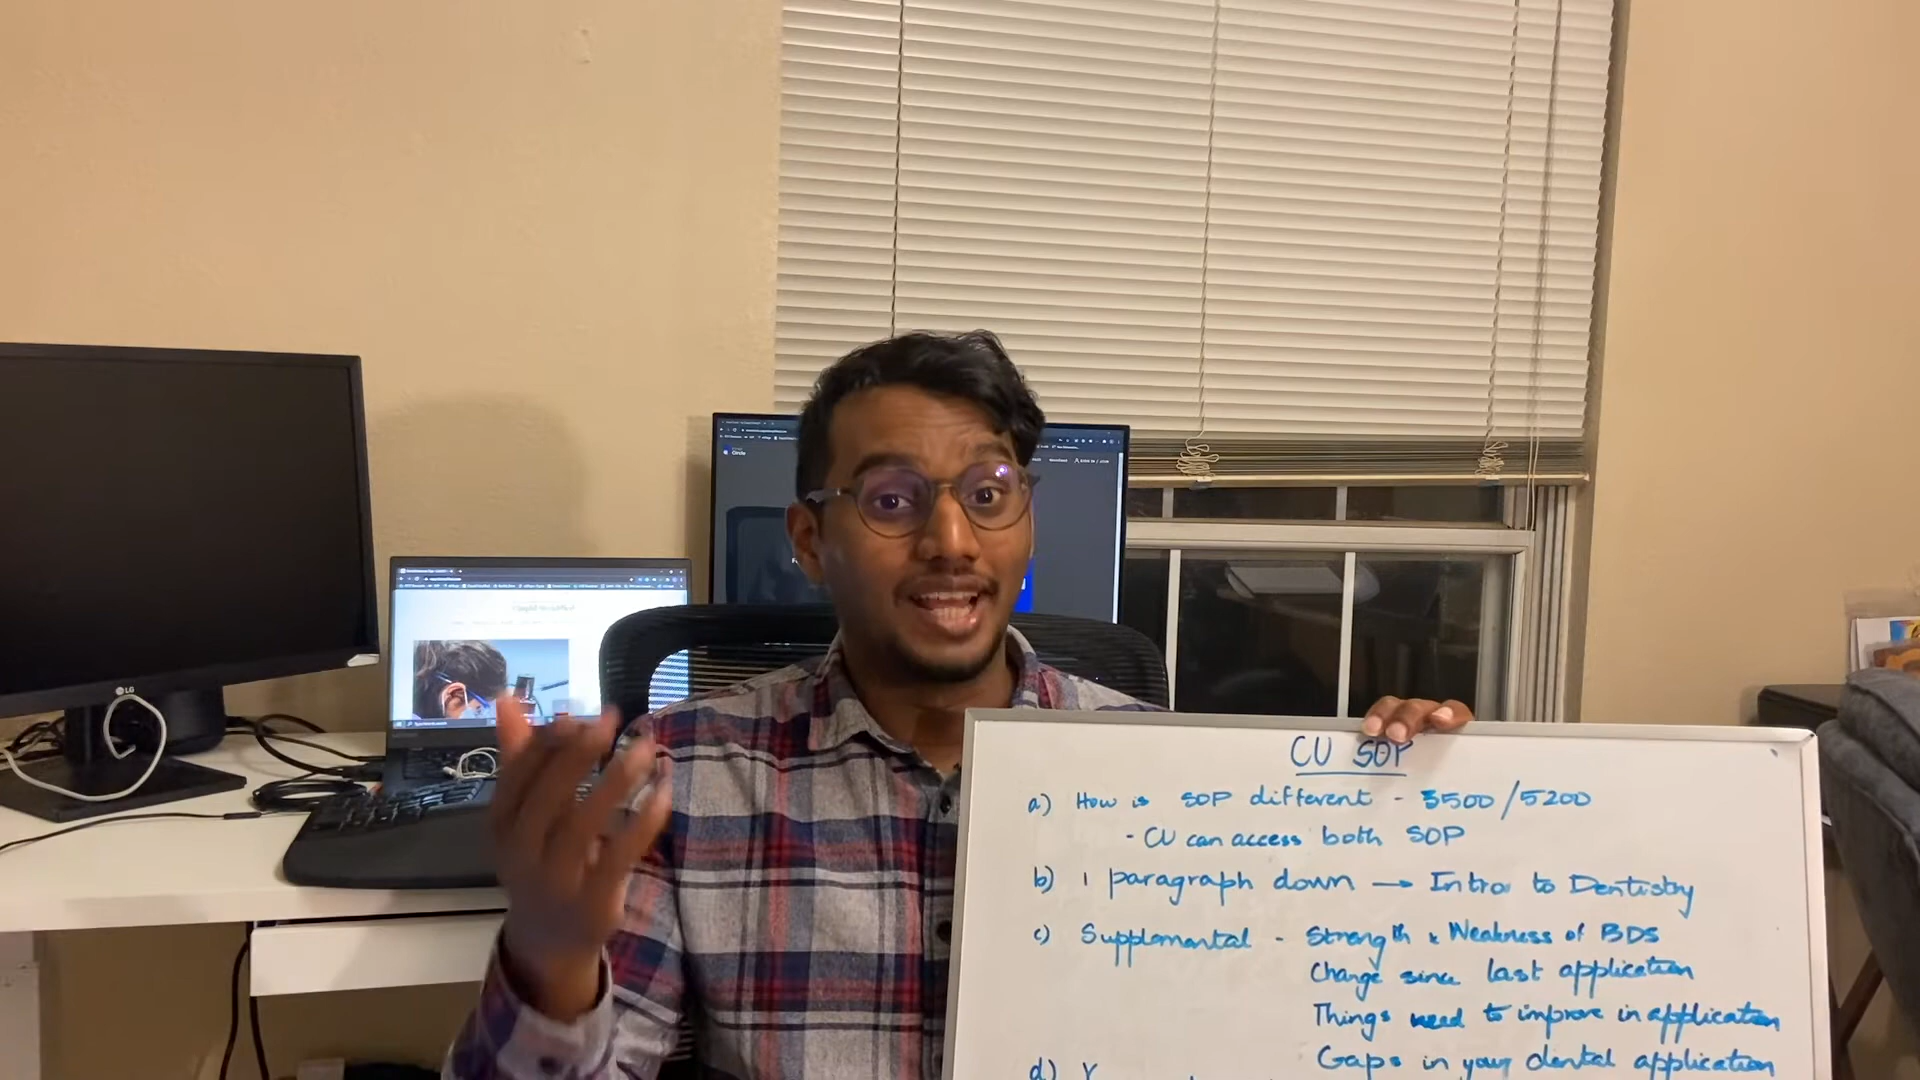 LG
Circle
CU SOP
a) How is SOP different - 3500/5200
- CU can access both SOP
b) 1 paragraph down → Intro to Dentistry
c) Supplemental - Strength & Weakness of BDS
Change since last application
Things need to improve in application
Gaps in your dental application
d) Y